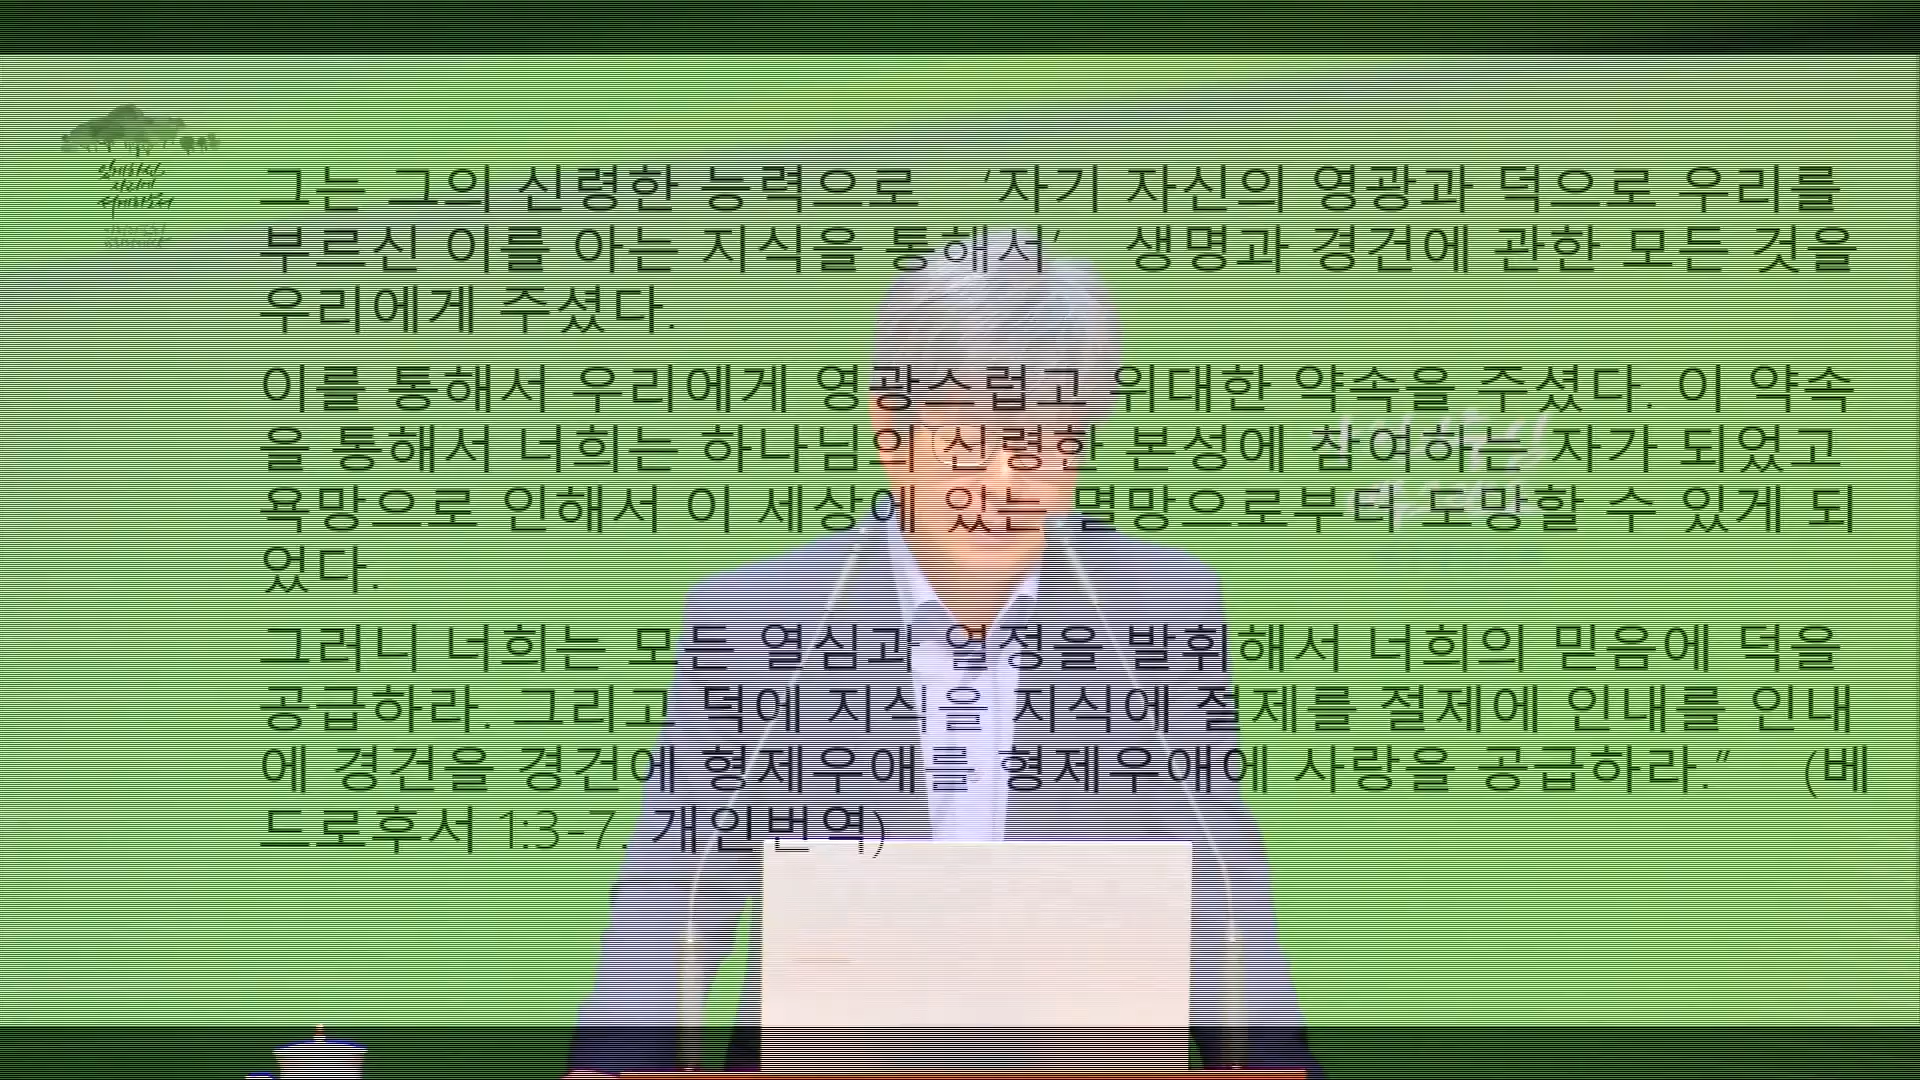 그는 그의 신령한 능력으로 ‘자기 자신의 영광과 덕으로 우리를
부르신 이를 아는 지식을 통해서’ 생명과 경건에 관한 모든 것을
우리에게 주셨다.
이를 통해서 우리에게 영광스럽고 위대한 약속을 주셨다. 이 약속
을 통해서 너희는 하나님의 신령한 본성에 참여하는 자가 되었고
욕망으로 인해서 이 세상에 있는 멸망으로부터 도망할 수 있게 되
었다.
그러니 너희는 모든 열심과 열정을 발휘해서 너희의 믿음에 덕을
공급하라. 그리고 덕에 지식을 지식에 절제를 절제에 인내를 인내
에 경건을 경건에 형제우애를 형제우애에 사랑을 공급하라.” (베
드로후서 1:3-7. 개인번역)